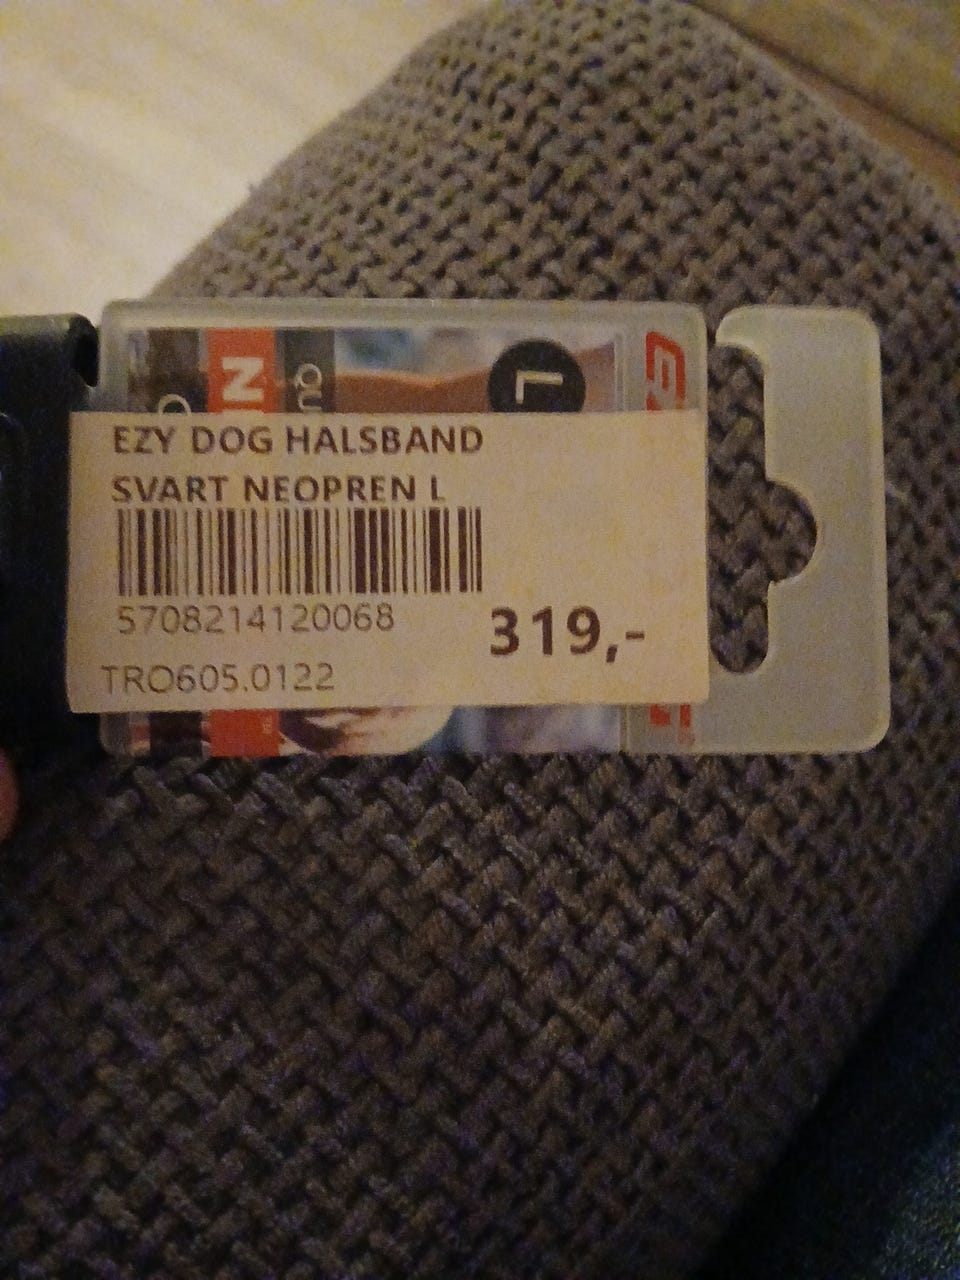 EZY DOG HALSBAND
SVART NEOPREN L
5708214120068
319,-
TRO605.0122
L